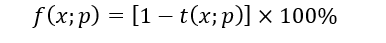 f(x;p) = [1 − t(x;p)] × 100%